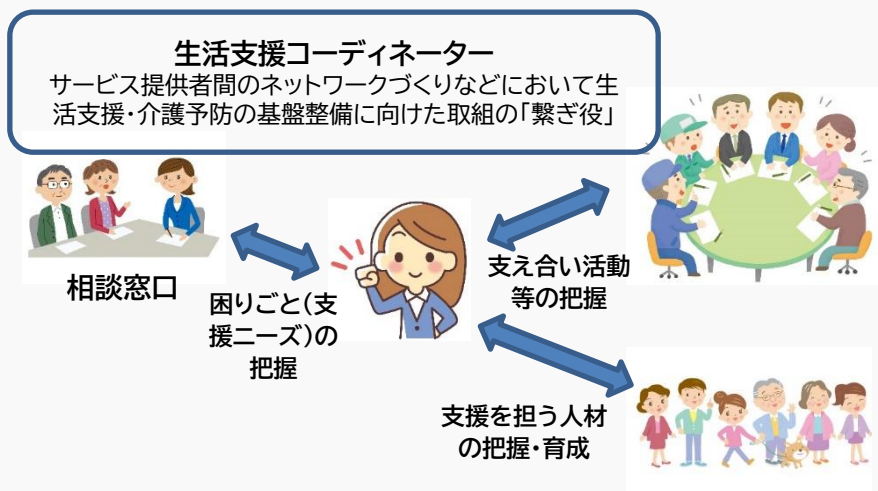 生活支援コーディネーター
サービス提供者間のネットワークづくりなどにおいて生
活支援・介護予防の基盤整備に向けた取組の「繋ぎ役」
相談窓口
困りごと(支
援ニーズ)の
把握
支え合い活動
等の把握
支援を担う人材
の把握・育成